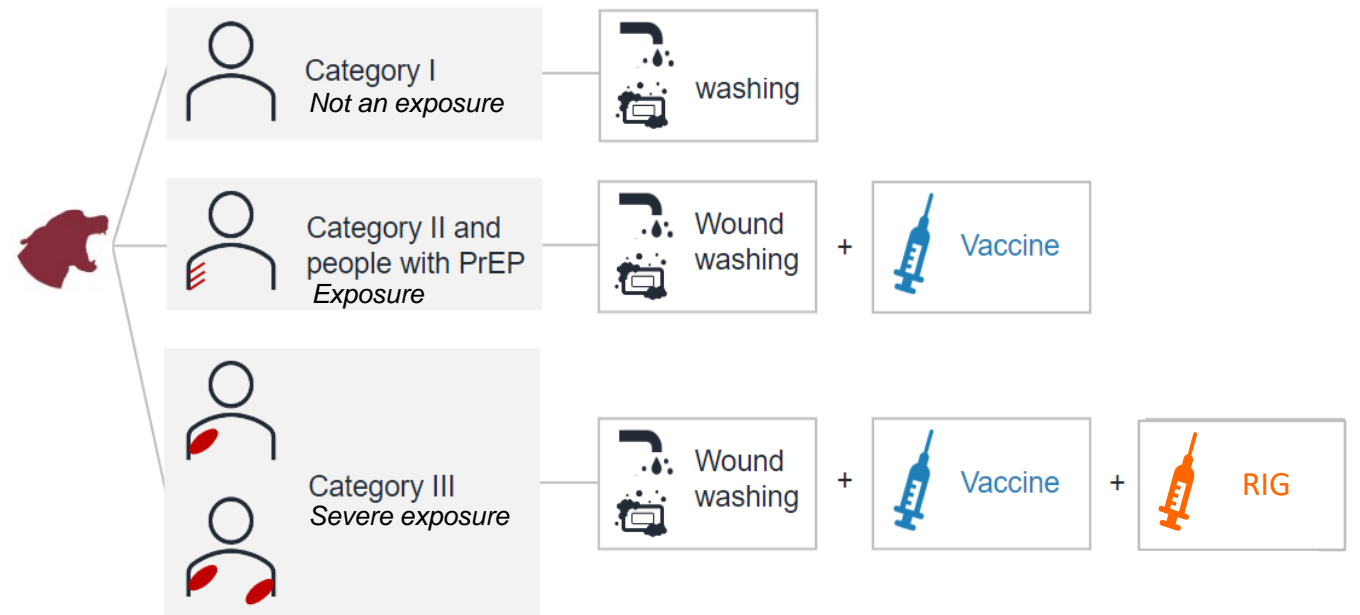 Category I
Not an exposure
washing
Category II and
people with PrEP
Exposure
Wound
washing
+
Vaccine
Category III
Severe exposure
Wound
washing
+
Vaccine
+
RIG